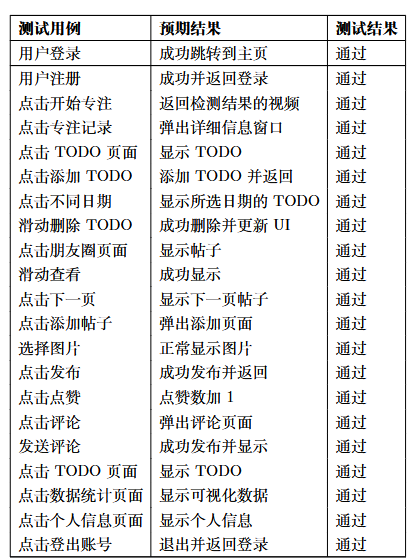 测试用例 预期结果 测试结果
用户登录 成功跳转到主页 通过
用户注册 成功并返回登录 通过
点击开始专注 返回检测结果的视频 通过
点击专注记录 弹出详细信息窗口 通过
点击 TODO 页面 显示 TODO 通过
点击添加 TODO 添加 TODO 并返回 通过
点击不同日期 显示所选日期的 TODO 通过
滑动删除 TODO 成功删除并更新 UI 通过
点击朋友圈页面 显示帖子 通过
滑动查看 成功显示 通过
点击下一页 显示下一页帖子 通过
点击添加帖子 弹出添加页面 通过
选择图片 正常显示图片 通过
点击发布 成功发布并返回 通过
点击点赞 点赞数加 1 通过
点击评论 弹出评论页面 通过
发送评论 成功发布并显示 通过
点击 TODO 页面 显示 TODO 通过
点击数据统计页面 显示可视化数据 通过
点击个人信息页面 显示个人信息 通过
点击登出账号 退出并返回登录 通过